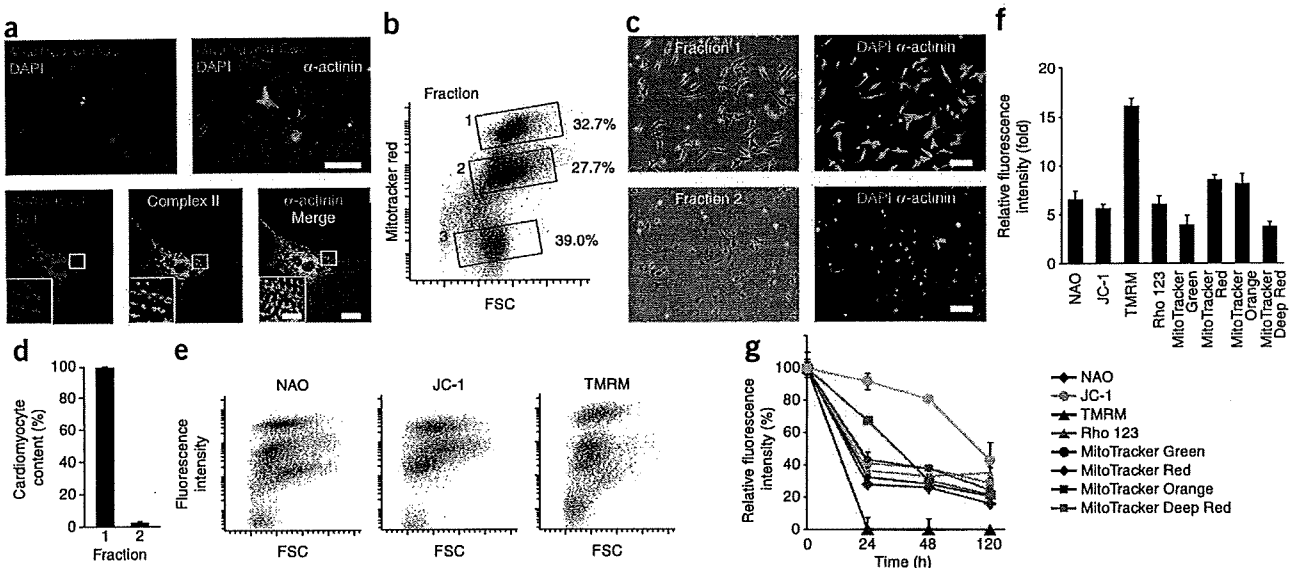 a
DAPI
DAPI
α-actinin
Complex II
α-actinin
Merge
b
Fraction
1
2
3
32.7%
27.7%
39.0%
Mitotracker red
FSC
c
Fraction 1
DAPI α-actinin
Fraction 2
DAPI α-actinin
d
Cardiomyocyte
content (%)
100
80
60
40
20
0
1 2
Fraction
e
NAO
JC-1
TMRM
Fluorescence
intensity
FSC
FSC
FSC
f
Relative fluorescence
intensity (fold)
20
15
10
5
0
NAO
JC-1
TMRM
Rho 123
MitoTracker
Green
MitoTracker
Red
MitoTracker
Orange
MitoTracker
Deep Red
g
Relative fluorescence
intensity (%)
100
80
60
40
20
0
0 24 48 120
Time (h)
NAO
JC-1
TMRM
Rho 123
MitoTracker Green
MitoTracker Red
MitoTracker Orange
MitoTracker Deep Red